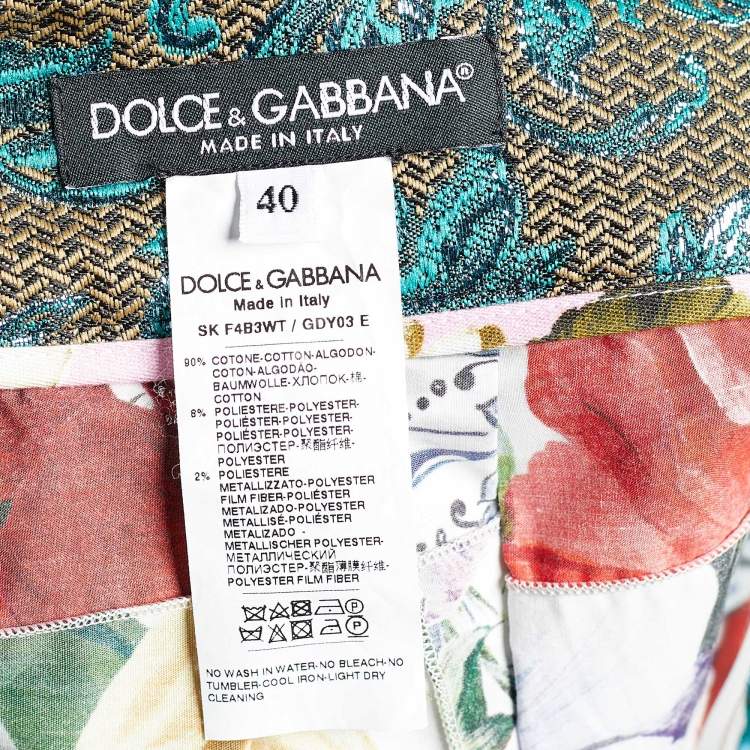 DOLCE & GABBANA®
MADE IN ITALY
40
DOLCE & GABBANA
Made in Italy
SK F4B3WT / GDY03 E
90% COTONE-COTTON-ALGODON-
COTON-ALGODÃO-
BAUMWOLLE-ХЛОПОК-棉-
COTTON
8% POLIESTERE-POLYESTER-
POLIÉSTER-POLYESTER-
POLIÉSTER-POLYESTER-
ПОЛИЭСТЕР-聚酯纤维-
POLYESTER
2% POLIESTERE
METALLIZZATO-POLYESTER
FILM FIBER-POLIÉSTER
METALIZADO-POLYESTER
METALLISÉ-POLIÉSTER
METALIZADO -
METALLISCHER POLYESTER-
МЕТАЛЛИЧЕСКИЙ
ПОЛИЭСТЕР-聚酯薄膜纤维-
POLYESTER FILM FIBER
P
P
NO WASH IN WATER-NO BLEACH-NO
TUMBLER-COOL IRON-LIGHT DRY
CLEANING